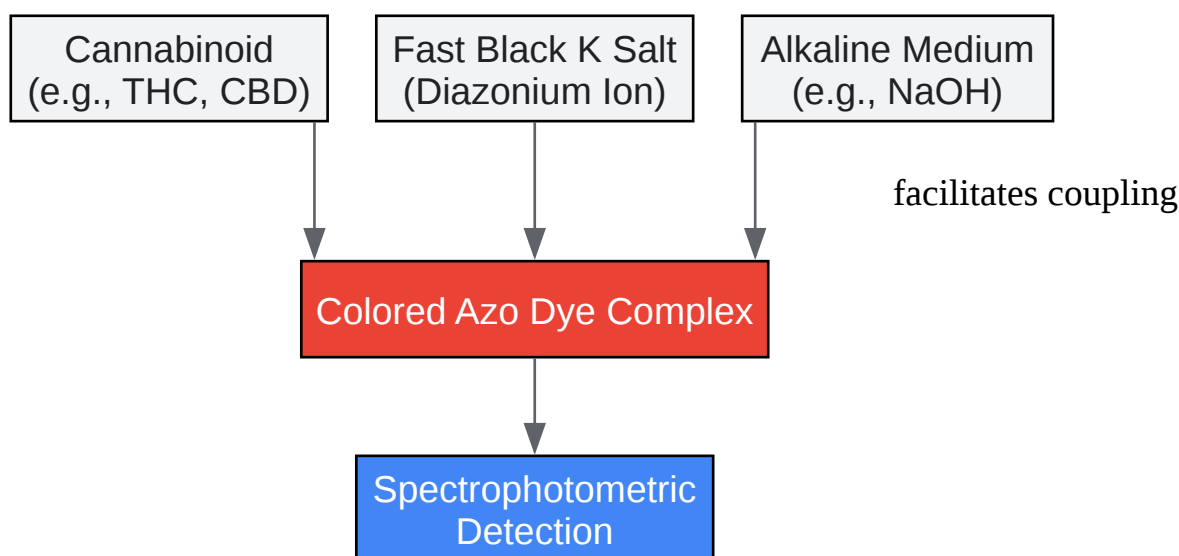 Cannabinoid
(e.g., THC, CBD)
Fast Black K Salt
(Diazonium Ion)
Alkaline Medium
(e.g., NaOH)
facilitates coupling
Colored Azo Dye Complex
Spectrophotometric
Detection